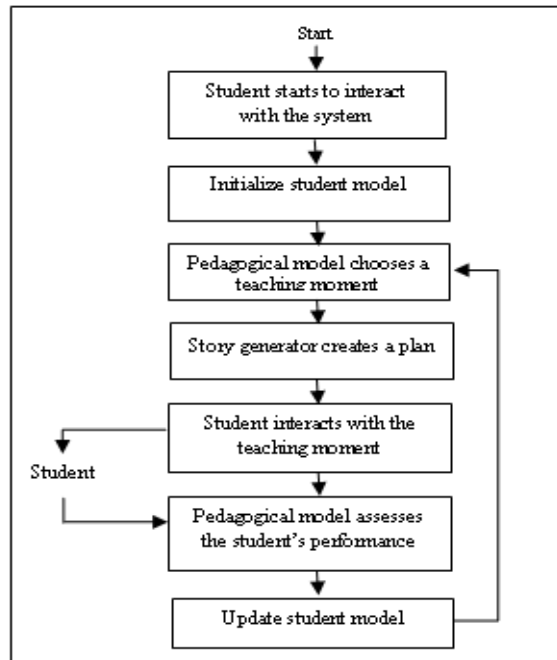 Start
Student starts to interact
with the system
Initialize student model
Pedagogical model chooses a
teaching moment
Story generator creates a plan
Student interacts with the
teaching moment
Student
Pedagogical model assesses
the student's performance
Update student model